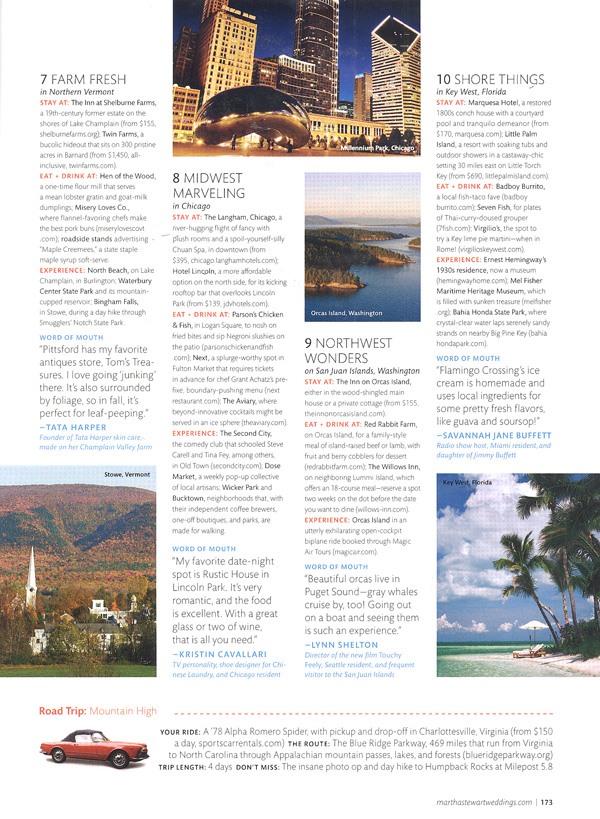 7 FARM FRESH
in Northern Vermont
STAY AT: The Inn at Shelburne Farms,
a 19th-century former estate on the
shores of Lake Champlain (from $155,
shelburnefarms.org); Twin Farms, a
bucolic hideout that sits on 300 pristine
acres in Barnard (from $1,450, all-
inclusive, twinfarms.com).
EAT + DRINK AT: Hen of the Wood,
a one-time flour mill that serves
a mean lobster gratin and goat-milk
dumplings; Misery Loves Co.,
where flannel-favoring chefs make
the best pork buns (miserylovescovt
.com); roadside stands advertising
"Maple Creemees," a state staple
maple syrup soft-serve.
EXPERIENCE: North Beach, on Lake
Champlain, in Burlington; Waterbury
Center State Park and its mountain-
cupped reservoir; Bingham Falls,
in Stowe, during a day hike through
Smugglers' Notch State Park.
WORD OF MOUTH
"Pittsford has my favorite
antiques store, Tom's Trea-
sures. I love going 'junking'
there. It's also surrounded
by foliage, so in fall, it's
perfect for leaf-peeping."
–TATA HARPER
Founder of Tata Harper skin care,
made on her Champlain Valley farm
Stowe, Vermont
Millennium Park, Chicago
8 MIDWEST
MARVELING
in Chicago
STAY AT: The Langham, Chicago, a
river-hugging flight of fancy with
plush rooms and a spoil-yourself-silly
Chuan Spa, in downtown (from
$395, chicago.langhamhotels.com);
Hotel Lincoln, a more affordable
option on the north side, for its kicking
rooftop bar that overlooks Lincoln
Park (from $139, jdvhotels.com).
EAT + DRINK AT: Parson's Chicken
& Fish, in Logan Square, to nosh on
fried bites and sip Negroni slushies on
the patio (parsonschickenandfish
.com); Next, a splurge-worthy spot in
Fulton Market that requires tickets
in advance for chef Grant Achatz's pre-
fixe, boundary-pushing menu (next
restaurant.com); The Aviary, where
beyond-innovative cocktails might be
served in an ice sphere (theaviary.com).
EXPERIENCE: The Second City,
the comedy club that schooled Steve
Carell and Tina Fey, among others,
in Old Town (secondcity.com); Dose
Market, a weekly pop-up collective
of local artisans; Wicker Park and
Bucktown, neighborhoods that, with
their independent coffee brewers,
one-off boutiques, and parks, are
made for walking.
WORD OF MOUTH
"My favorite date-night
spot is Rustic House in
Lincoln Park. It's very
romantic, and the food
is excellent. With a great
glass or two of wine,
that is all you need."
–KRISTIN CAVALLARI
TV personality, shoe designer for Chi-
nese Laundry, and Chicago resident
Orcas Island, Washington
9 NORTHWEST
WONDERS
on San Juan Islands, Washington
STAY AT: The Inn on Orcas Island,
either in the wood-shingled main
house or a private cottage (from $155,
theinnonorcasisland.com).
EAT + DRINK AT: Red Rabbit Farm,
on Orcas Island, for a family-style
meal of island-raised beef or lamb, with
fruit and berry cobblers for dessert
(redrabbitfarm.com); The Willows Inn,
on neighboring Lummi Island, which
offers an 18-course meal—reserve a spot
two weeks on the dot before the date
you want to dine (willows-inn.com).
EXPERIENCE: Orcas Island in an
utterly exhilarating open-cockpit
biplane ride booked through Magic
Air Tours (magicair.com).
WORD OF MOUTH
"Beautiful orcas live in
Puget Sound—gray whales
cruise by, too! Going out
on a boat and seeing them
is such an experience."
–LYNN SHELTON
Director of the new film Touchy
Feely, Seattle resident, and frequent
visitor to the San Juan Islands
10 SHORE THINGS
in Key West, Florida
STAY AT: Marquesa Hotel, a restored
1800s conch house with a courtyard
pool and tranquilo demeanor (from
$170, marquesa.com); Little Palm
Island, a resort with soaking tubs and
outdoor showers in a castaway-chic
setting 30 miles east on Little Torch
Key (from $690, littlepalmisland.com).
EAT + DRINK AT: Badboy Burrito,
a local fish-taco fave (badboy
burrito.com); Seven Fish, for plates
of Thai-curry-doused grouper
(7fish.com); Virgilio's, the spot to
try a Key lime pie martini—when in
Rome! (virgilioskeywest.com).
EXPERIENCE: Ernest Hemingway's
1930s residence, now a museum
(hemingwayhome.com); Mel Fisher
Maritime Heritage Museum, which
is filled with sunken treasure (melfisher
.org); Bahia Honda State Park, where
crystal-clear water laps serenely sandy
strands on nearby Big Pine Key (bahia
hondapark.com).
WORD OF MOUTH
"Flamingo Crossing's ice
cream is homemade and
uses local ingredients for
some pretty fresh flavors,
like guava and soursop!"
–SAVANNAH JANE BUFFETT
Radio show host, Miami resident, and
daughter of Jimmy Buffett
Key West, Florida
Road Trip: Mountain High
YOUR RIDE: A '78 Alpha Romero Spider, with pickup and drop-off in Charlottesville, Virginia (from $150
a day, sportscarrentals.com) THE ROUTE: The Blue Ridge Parkway, 469 miles that run from Virginia
to North Carolina through Appalachian mountain passes, lakes, and forests (blueridgeparkway.org)
TRIP LENGTH: 4 days DON'T MISS: The insane photo op and day hike to Humpback Rocks at Milepost 5.8
marthastewartweddings.com | 173